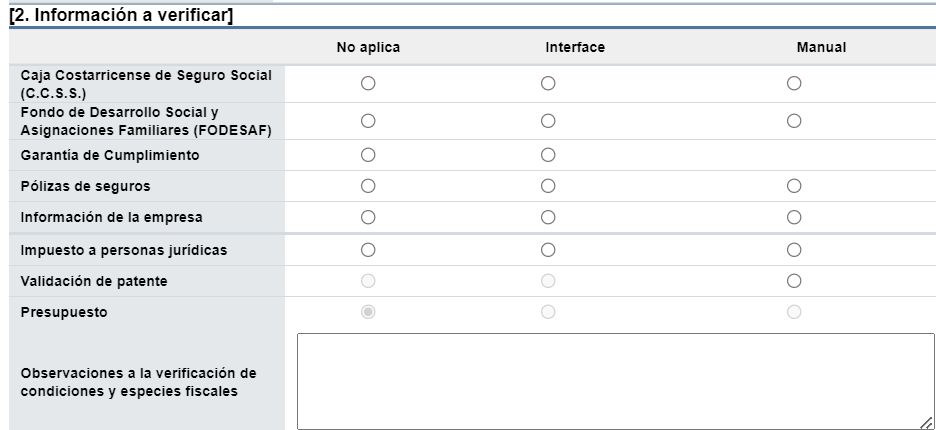 [2. Información a verificar]
No aplica Interface Manual
Caja Costarricense de Seguro Social
(C.C.S.S.)
Fondo de Desarrollo Social y
Asignaciones Familiares (FODESAF)
Garantía de Cumplimiento
Pólizas de seguros
Información de la empresa
Impuesto a personas jurídicas
Validación de patente
Presupuesto
Observaciones a la verificación de
condiciones y especies fiscales